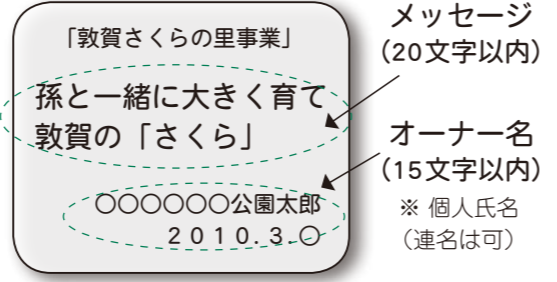 「敦賀さくらの里事業」
孫と一緒に大きく育て
敦賀の「さくら」
○○○○○○公園太郎
2010.3.○
メッセージ
(20文字以内)
オーナー名
(15文字以内)
※ 個人氏名
(連名は可)